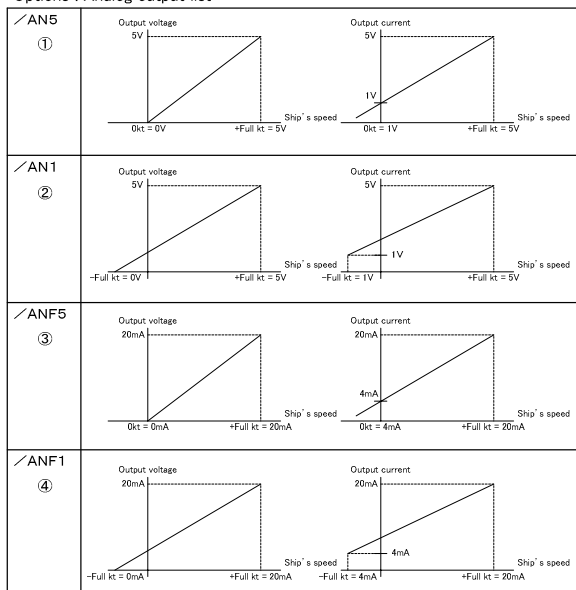 Options : Analog output list
／AN5
①
Output voltage
5V
Ship's speed
0kt = 0V
+Full kt = 5V
Output current
5V
1V
Ship's speed
0kt = 1V
+Full kt = 5V
／AN1
②
Output voltage
5V
Ship's speed
−Full kt = 0V
+Full kt = 5V
Output current
5V
1V
Ship's speed
−Full kt = 1V
+Full kt = 5V
／ANF5
③
Output voltage
20mA
Ship's speed
0kt = 0mA
+Full kt = 20mA
Output current
20mA
4mA
Ship's speed
0kt = 4mA
+Full kt = 20mA
／ANF1
④
Output voltage
20mA
Ship's speed
−Full kt = 0mA
+Full kt = 20mA
Output current
20mA
4mA
Ship's speed
−Full kt = 4mA
+Full kt = 20mA